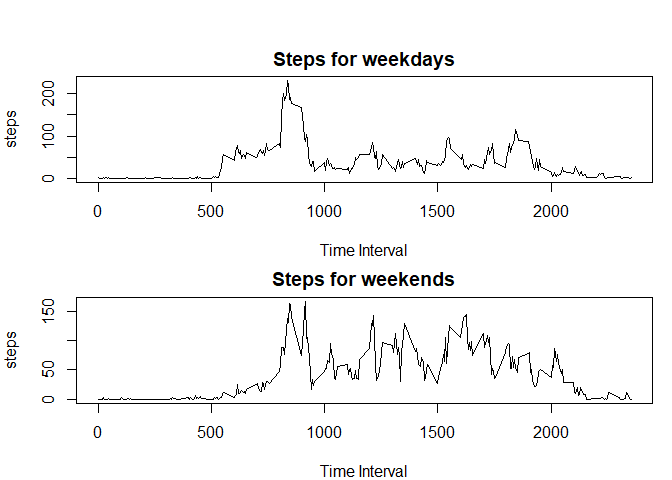 Steps for weekdays
steps
0
100
200
0 500 1000 1500 2000
Time Interval
Steps for weekends
steps
0
50
150
0 500 1000 1500 2000
Time Interval